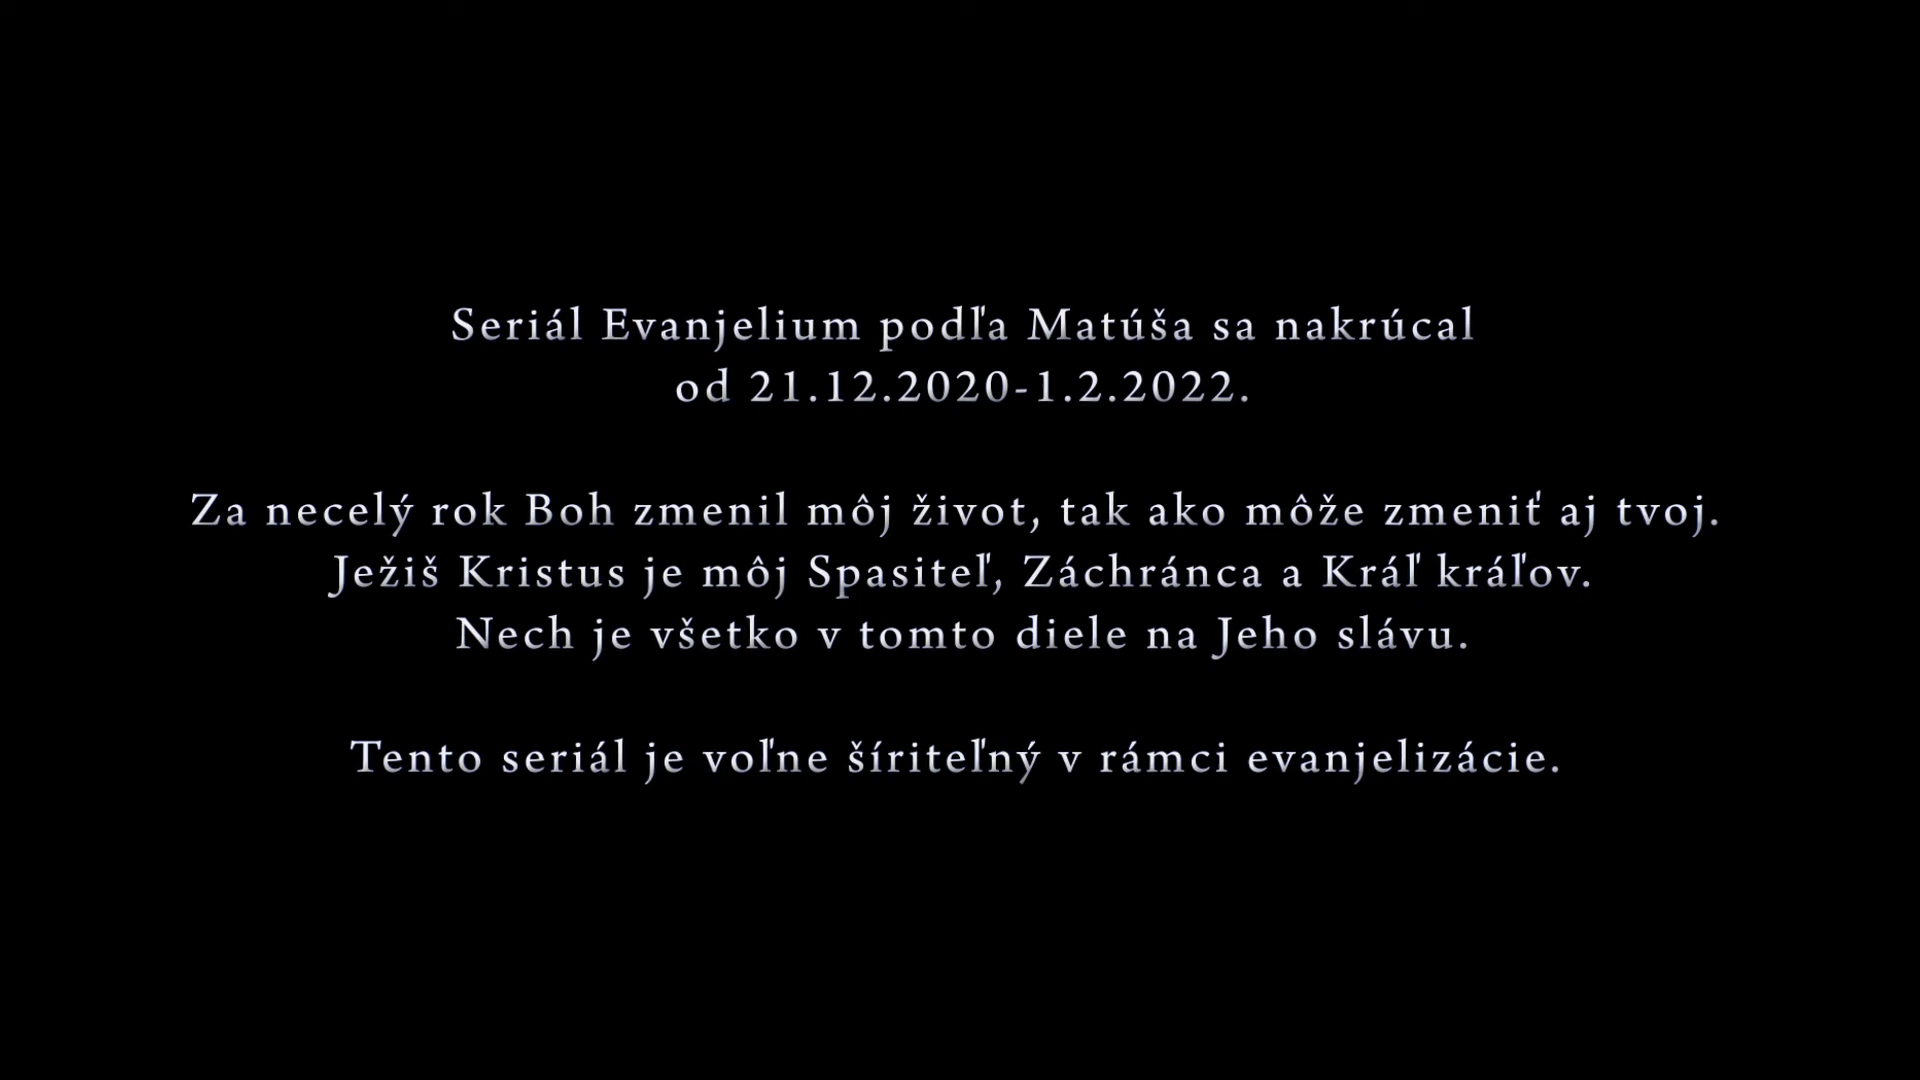 Seriál Evanjelium podľa Matúša sa nakrúcal
od 21.12.2020-1.2.2022.
Za necelý rok Boh zmenil môj život, tak ako môže zmeniť aj tvoj.
Ježiš Kristus je môj Spasiteľ, Záchránca a Kráľ kráľov.
Nech je všetko v tomto diele na Jeho slávu.
Tento seriál je voľne šíriteľný v rámci evanjelizácie.